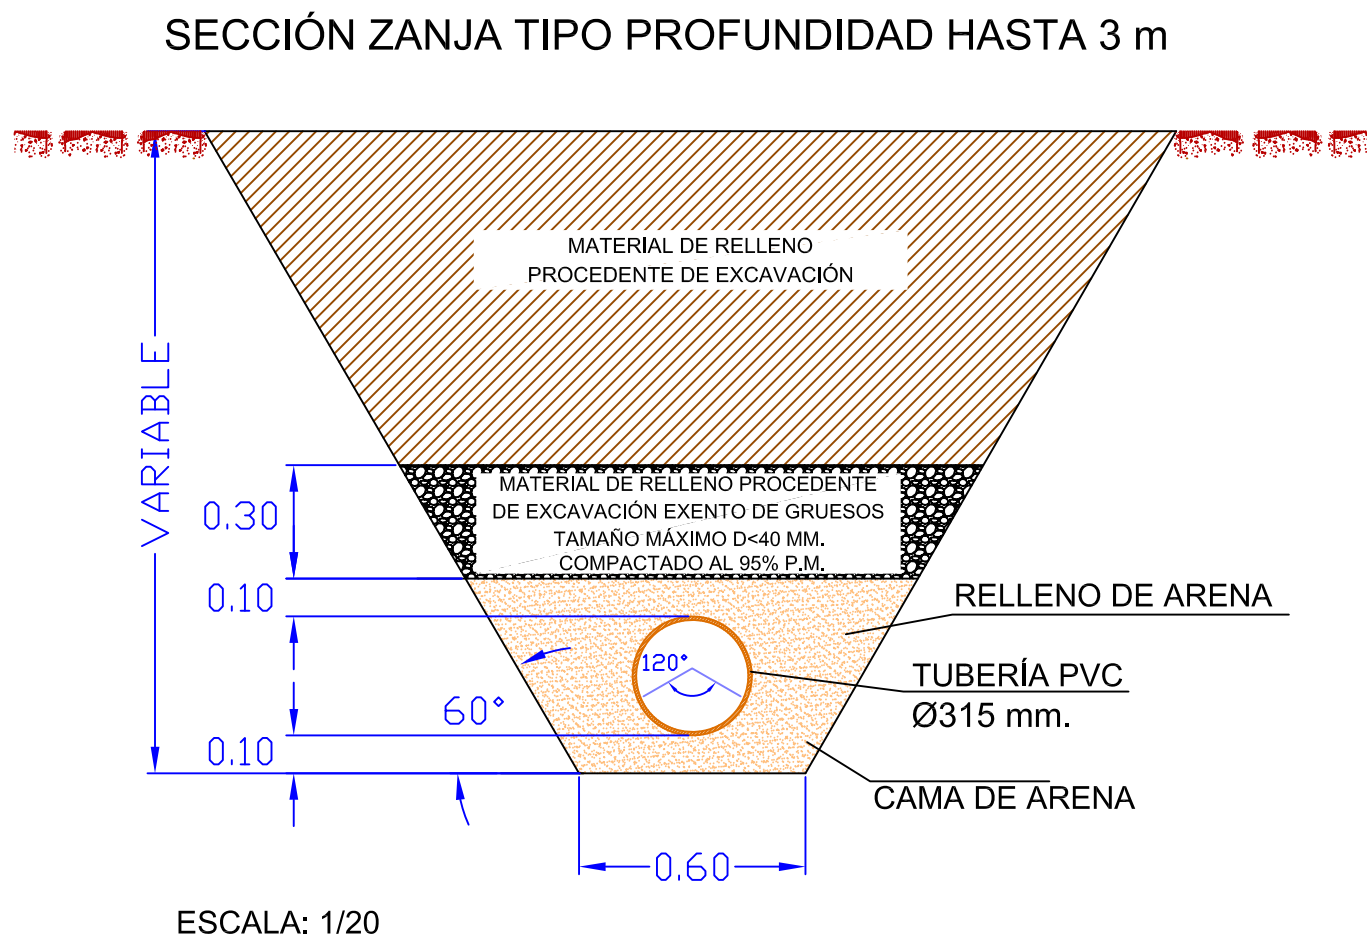 SECCIÓN ZANJA TIPO PROFUNDIDAD HASTA 3 m
MATERIAL DE RELLENO
PROCEDENTE DE EXCAVACIÓN
VARIABLE
0.30
MATERIAL DE RELLENO PROCEDENTE
DE EXCAVACIÓN EXENTO DE GRUESOS
TAMAÑO MÁXIMO D<40 MM.
COMPACTADO AL 95% P.M.
0.10
RELLENO DE ARENA
120°
TUBERÍA PVC
Ø315 mm.
60°
0.10
CAMA DE ARENA
0.60
ESCALA: 1/20